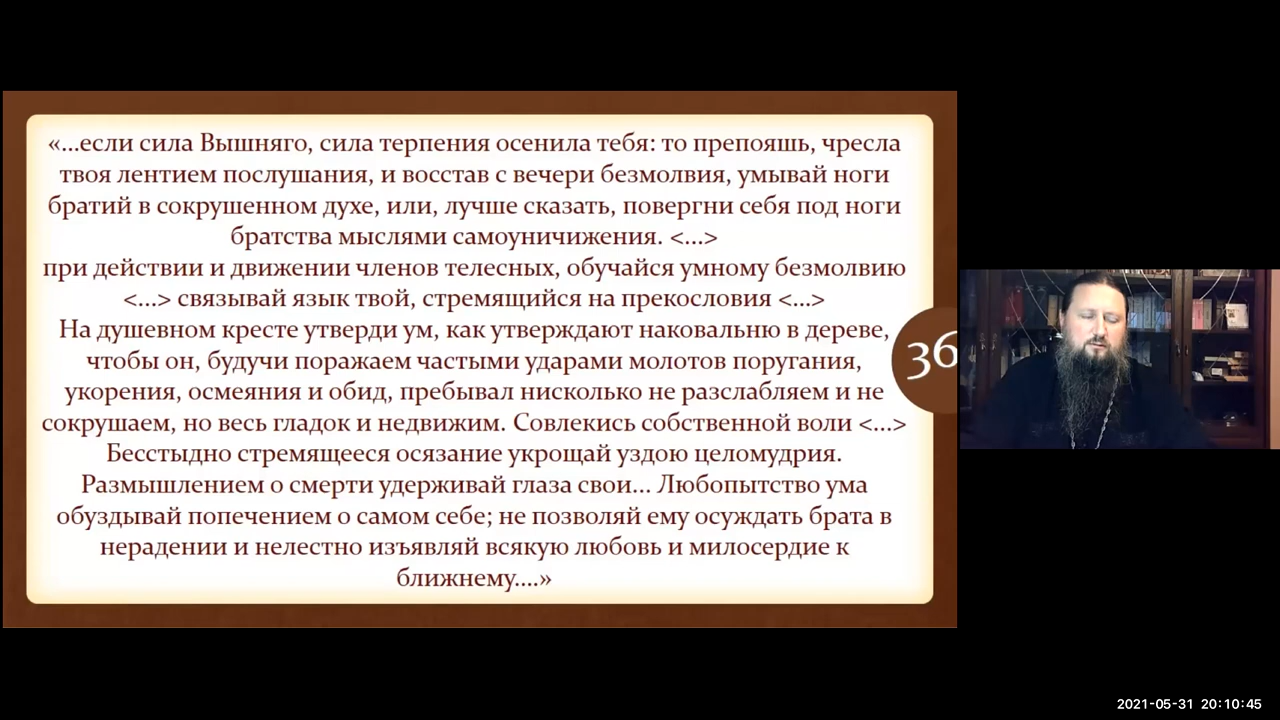 «...если сила Вышняго, сила терпения осенила тебя: то препояшь, чресла
твоя лентием послушания, и восстав с вечери безмолвия, умывай ноги
братий в сокрушенном духе, или, лучше сказать, повергни себя под ноги
братства мыслями самоуничижения. <...>
при действии и движении членов телесных, обучайся умному безмолвию
<...> связывай язык твой, стремящийся на прекословия <...>
На душевном кресте утверди ум, как утверждают наковальню в дереве,
чтобы он, будучи поражаем частыми ударами молотов поругания,
укорения, осмеяния и обид, пребывал нисколько не разслабляем и не
сокрушаем, но весь гладок и недвижим. Совлекись собственной воли <...>
Бесстыдно стремящееся осязание укрощай уздою целомудрия.
Размышлением о смерти удерживай глаза свои... Любопытство ума
обуздывай попечением о самом себе; не позволяй ему осуждать брата в
нерадении и нелестно изъявляй всякую любовь и милосердие к
ближнему....»
36
2021-05-31 20:10:45